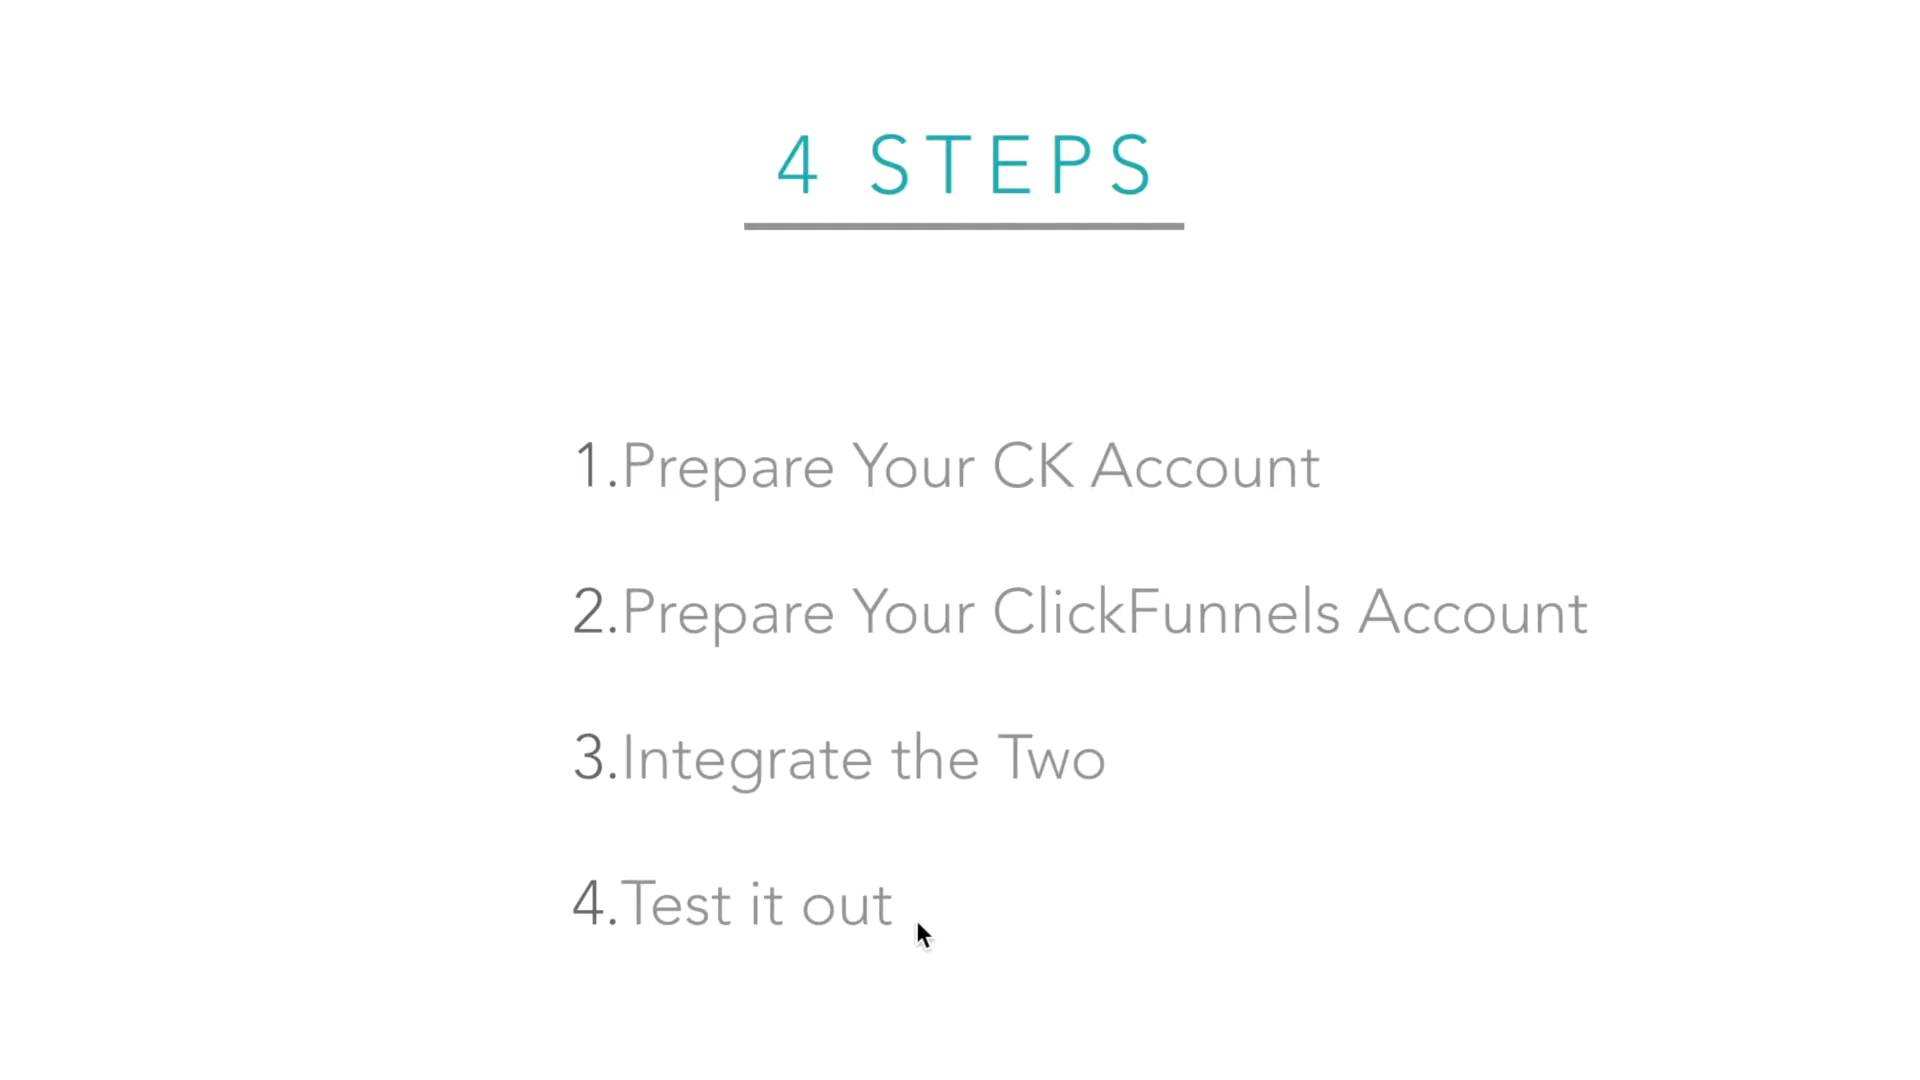 4 STEPS
1.Prepare Your CK Account
2.Prepare Your ClickFunnels Account
3.Integrate the Two
4.Test it out